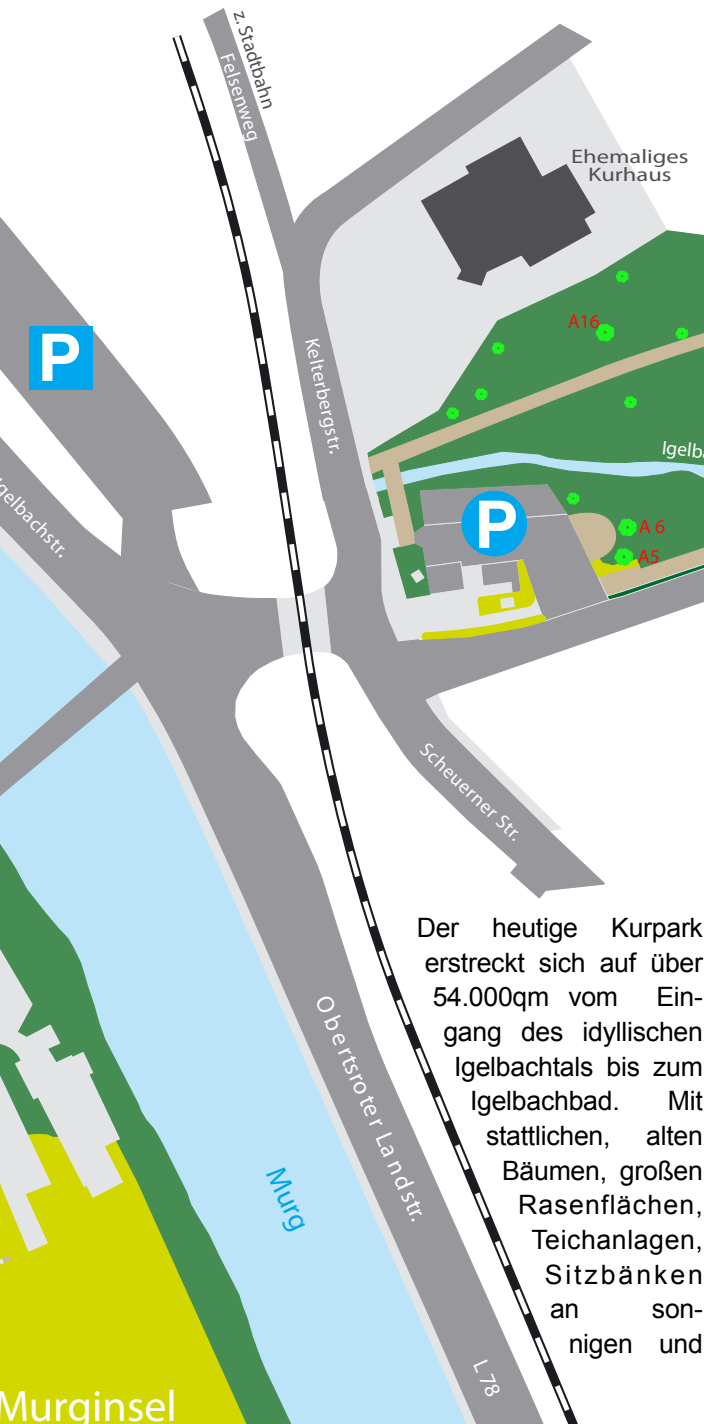 z. Stadtbahn
Felsenweg
Ehemaliges
Kurhaus
A16
P
Kelterbergstr.
P
A 6
A5
Scheuerner Str.
Der heutige Kurpark
erstreckt sich auf über
54.000qm vom Ein-
gang des idyllischen
Igelbachtals bis zum
Igelbachbad. Mit
stattlichen, alten
Bäumen, großen
Rasenflächen,
Teichanlagen,
Sitzbänken
an son-
nigen und
Obertsroter Landstr.
Murg
L 78
Murginsel